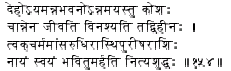 देहोऽयमन्नभवनोऽन्नमयस्तु कोशः
चान्नेन जीवति विनश्यति तद्विहीनः ।
त्वक्चर्ममांसरुधिरास्थिपुरीषराशिः
नायं स्वयं भवितुमर्हति नित्यशुद्धः ॥१५४॥